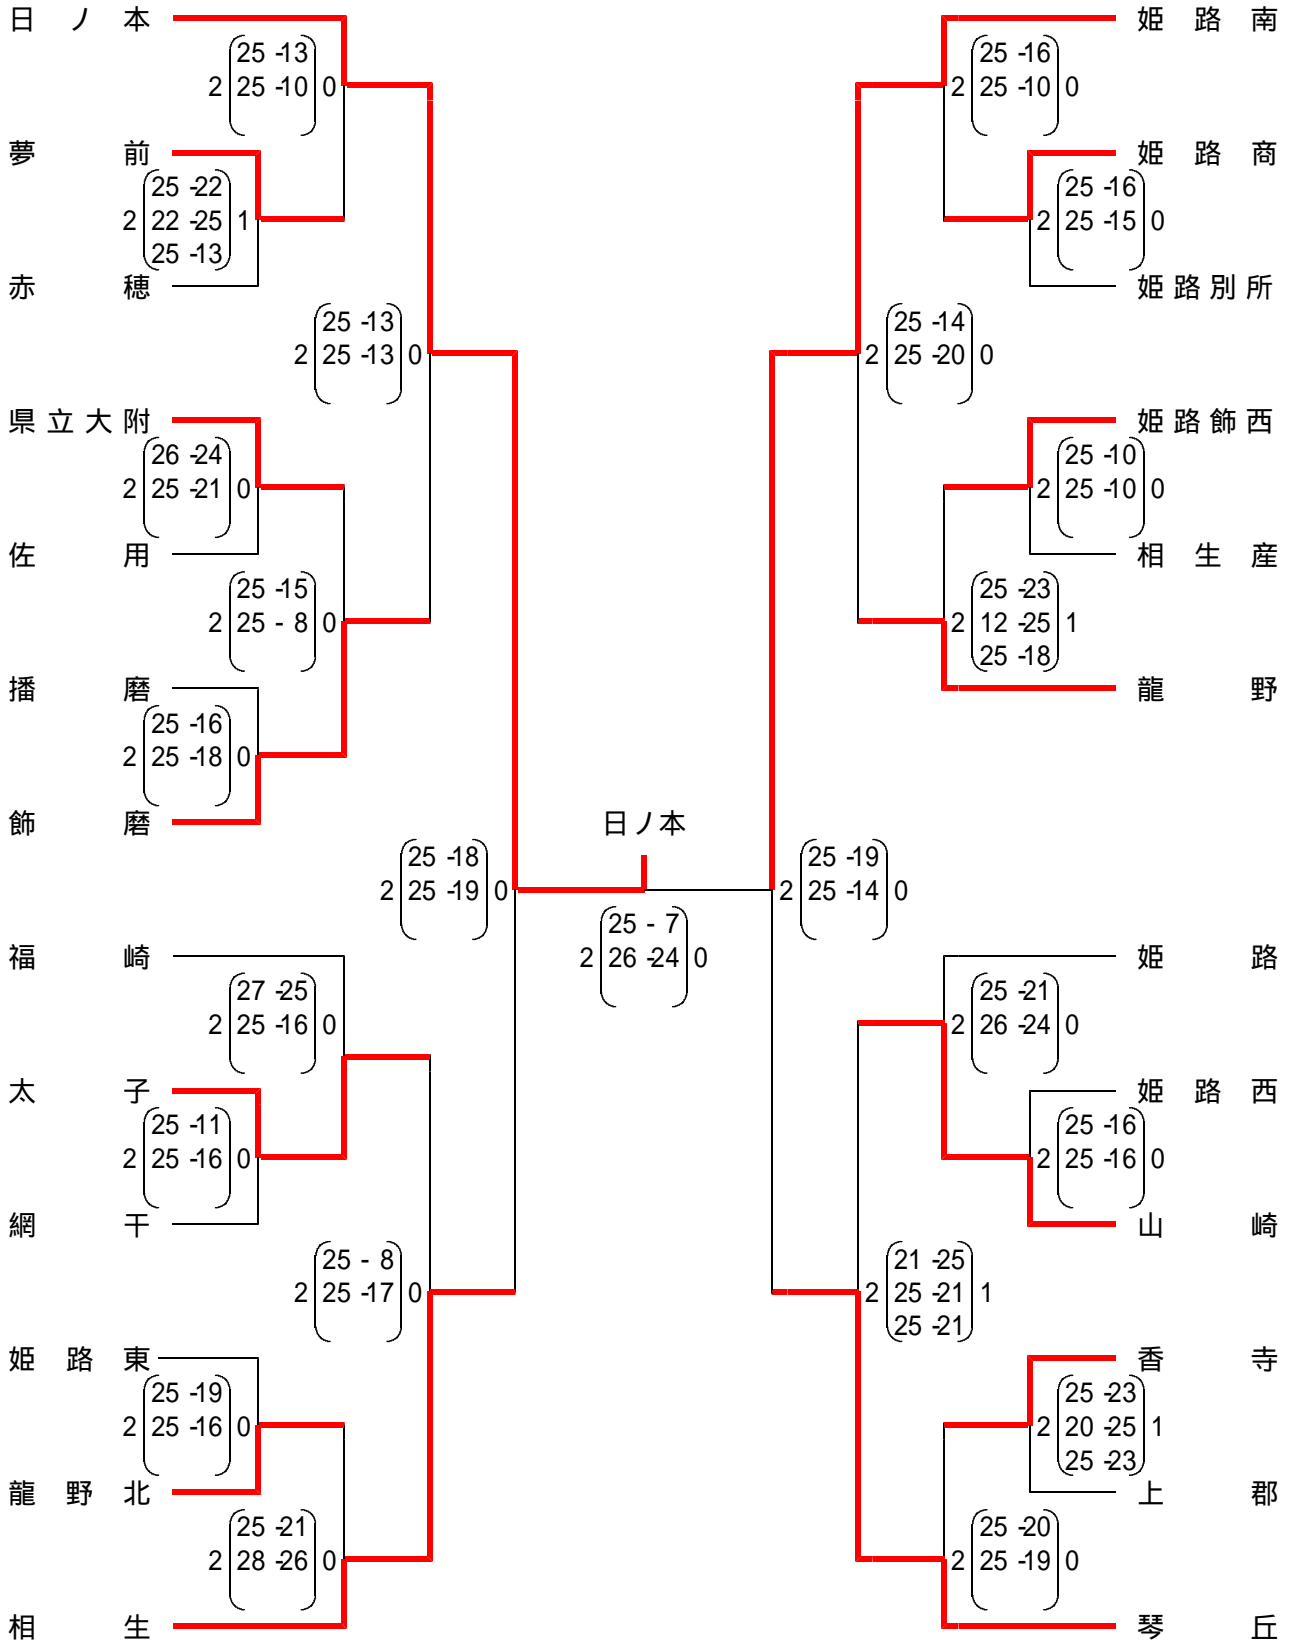 日ノ本
25 -13
2 25 -10 0
夢前
25 -22
2 22 -25 1
25 -13
赤穂
25 -13
2 25 -13 0
県立大附
26 -24
2 25 -21 0
佐用
25 -15
2 25 - 8 0
播磨
25 -16
2 25 -18 0
飾磨
25 -18
2 25 -19 0
福崎
27 -25
2 25 -16 0
太子
25 -11
2 25 -16 0
網干
25 - 8
2 25 -17 0
姫路東
25 -19
2 25 -16 0
龍野北
25 -21
2 28 -26 0
相生
日ノ本
25 - 7
2 26 -24 0
姫路南
25 -16
2 25 -10 0
姫路商
25 -16
2 25 -15 0
姫路別所
25 -14
2 25 -20 0
姫路飾西
25 -10
2 25 -10 0
相生産
25 -23
2 12 -25 1
25 -18
龍野
25 -19
2 25 -14 0
姫路
25 -21
2 26 -24 0
姫路西
25 -16
2 25 -16 0
山崎
21 -25
2 25 -21 1
25 -21
香寺
25 -23
2 20 -25 1
25 -23
上郡
25 -20
2 25 -19 0
琴丘